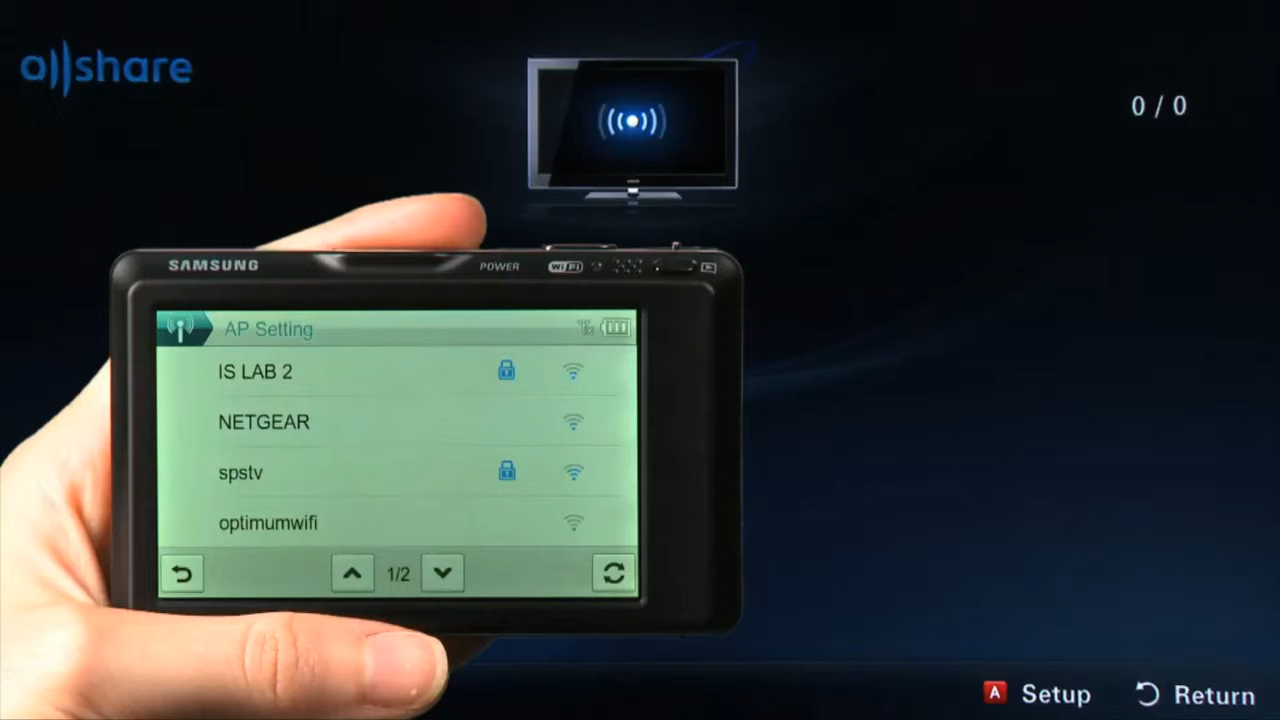 allshare
0 / 0
SAMSUNG
POWER
WiFi
AP Setting
IS LAB 2
NETGEAR
spstv
optimumwifi
1/2
A Setup
Return